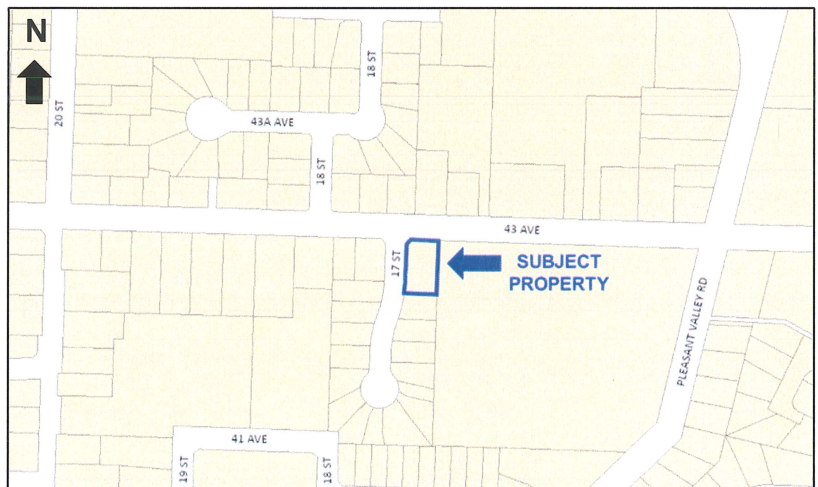 N
18 ST
20 ST
43A AVE
18 ST
43 AVE
17 ST
SUBJECT
PROPERTY
PLEASANT VALLEY RD
41 AVE
19 ST
18 ST